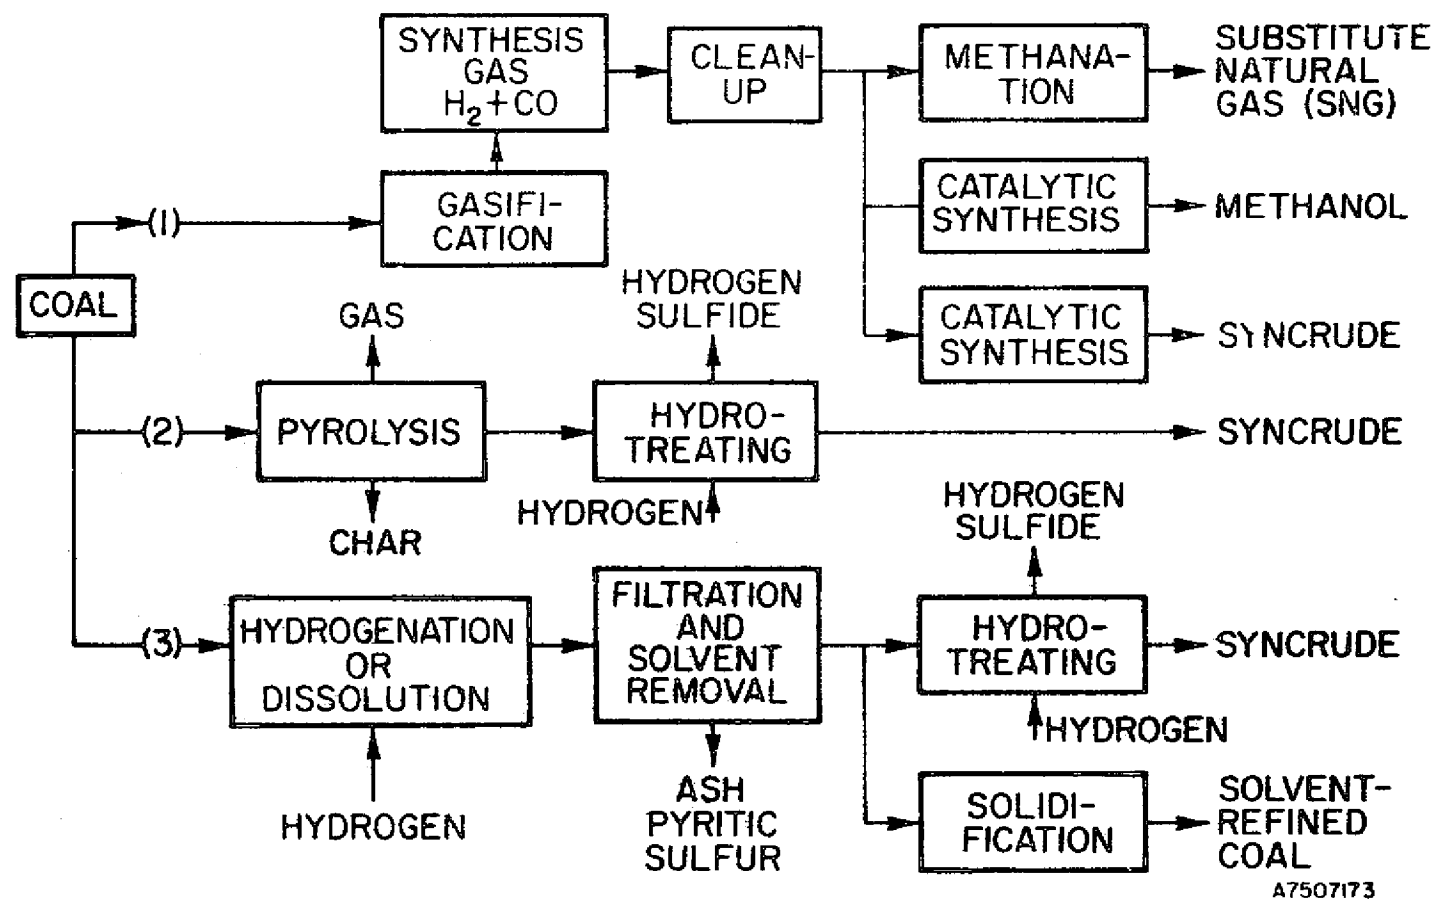 SYNTHESIS
GAS
H₂+CO
CLEAN-
UP
METHANA-
TION
SUBSTITUTE
NATURAL
GAS (SNG)
GASIFI-
CATION
CATALYTIC
SYNTHESIS
METHANOL
(1)
COAL
HYDROGEN
SULFIDE
GAS
CATALYTIC
SYNTHESIS
SYNCRUDE
(2)
PYROLYSIS
HYDRO-
TREATING
SYNCRUDE
HYDROGEN
CHAR
HYDROGEN
SULFIDE
(3)
HYDROGENATION
OR
DISSOLUTION
FILTRATION
AND
SOLVENT
REMOVAL
HYDRO-
TREATING
SYNCRUDE
HYDROGEN
HYDROGEN
ASH
PYRITIC
SULFUR
SOLIDI-
FICATION
SOLVENT-
REFINED
COAL
A7507173